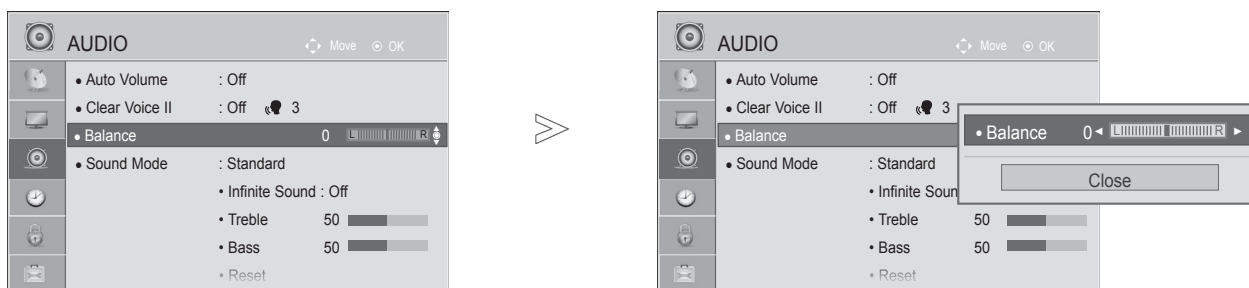 AUDIO
Move OK
• Auto Volume : Off
• Clear Voice II : Off 3
• Balance 0 L R
• Sound Mode : Standard
• Infinite Sound : Off
• Treble 50
• Bass 50
• Reset
AUDIO
Move OK
• Auto Volume : Off
• Clear Voice II : Off 3
• Balance
• Sound Mode : Standard
• Infinite Soun
• Treble 50
• Bass 50
• Reset
• Balance 0 L R
Close